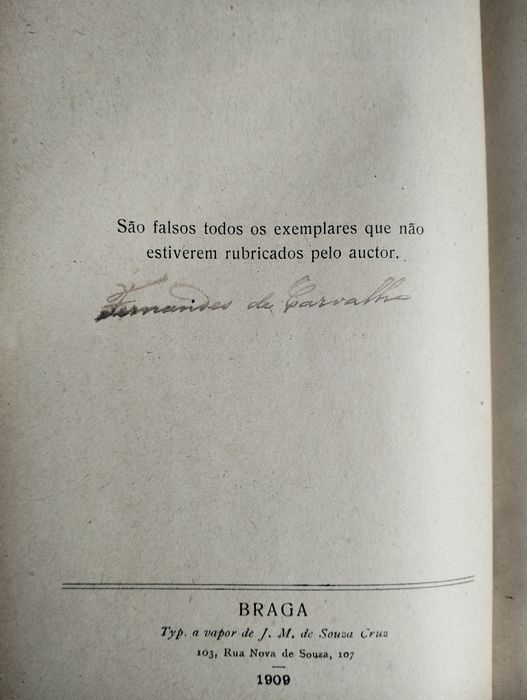 São falsos todos os exemplares que não
estiverem rubricados pelo auctor.
Fernandes de Carvalho
BRAGA
Typ. a vapor de J. M. de Souza Cruz
103, Rua Nova de Souza, 107
1909